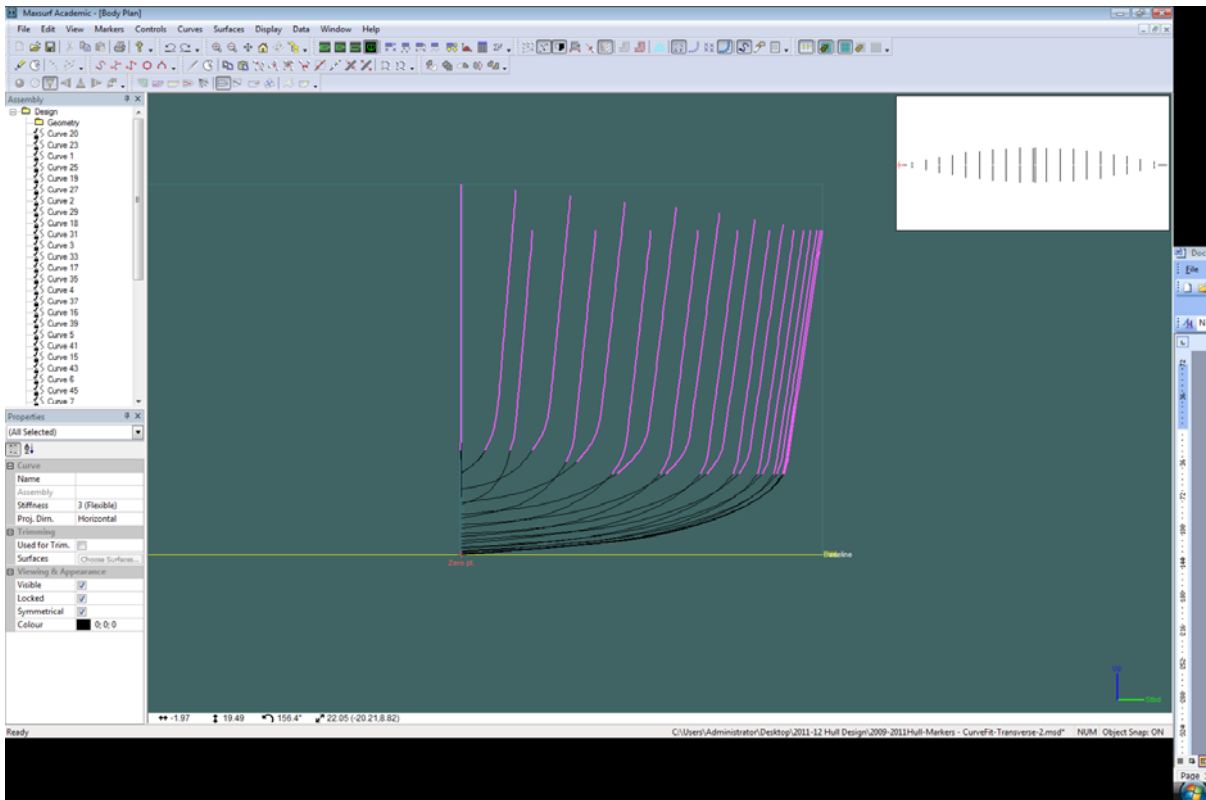 Maxsurf Academic - [Body Plan]
File Edit View Markers Controls Curves Surfaces Display Data Window Help
Assembly
Design
Geometry
Curve 20
Curve 23
Curve 1
Curve 25
Curve 19
Curve 27
Curve 2
Curve 29
Curve 18
Curve 31
Curve 3
Curve 33
Curve 17
Curve 35
Curve 4
Curve 37
Curve 16
Curve 39
Curve 5
Curve 41
Curve 15
Curve 43
Curve 6
Curve 45
Curve 7
Properties
(All Selected)
Curve
Name
Assembly
Stiffness 3 (Flexible)
Proj. Dirn. Horizontal
Trimming
Used for Trim.
Surfaces Choose Surfaces...
Viewing & Appearance
Visible
Locked
Symmetrical
Colour 0; 0; 0
Zero pt.
Up
Stbd
-1.97 19.49 156.4° 22.05 (-20.21,8.82)
Ready
C:\Users\Administrator\Desktop\2011-12 Hull Design\2009-2011Hull-Markers - CurveFit-Transverse-2.msd* NUM Object Snap: ON
Doc
File
N
Page